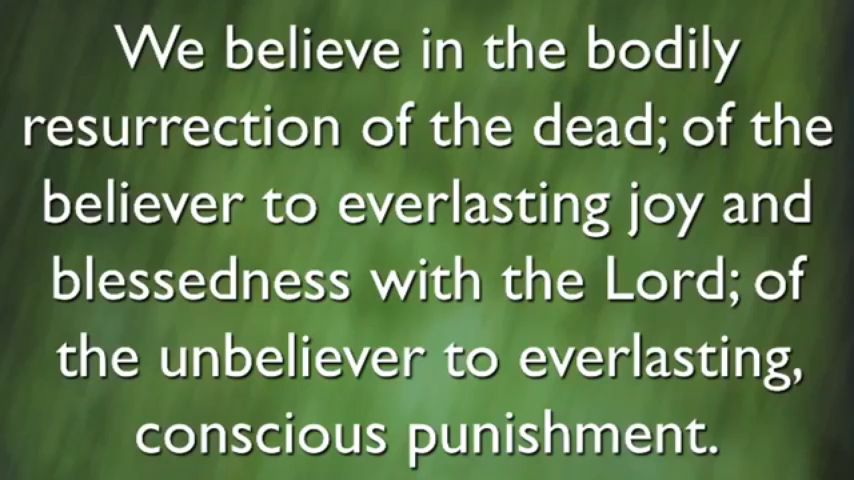 We believe in the bodily
resurrection of the dead; of the
believer to everlasting joy and
blessedness with the Lord; of
the unbeliever to everlasting,
conscious punishment.